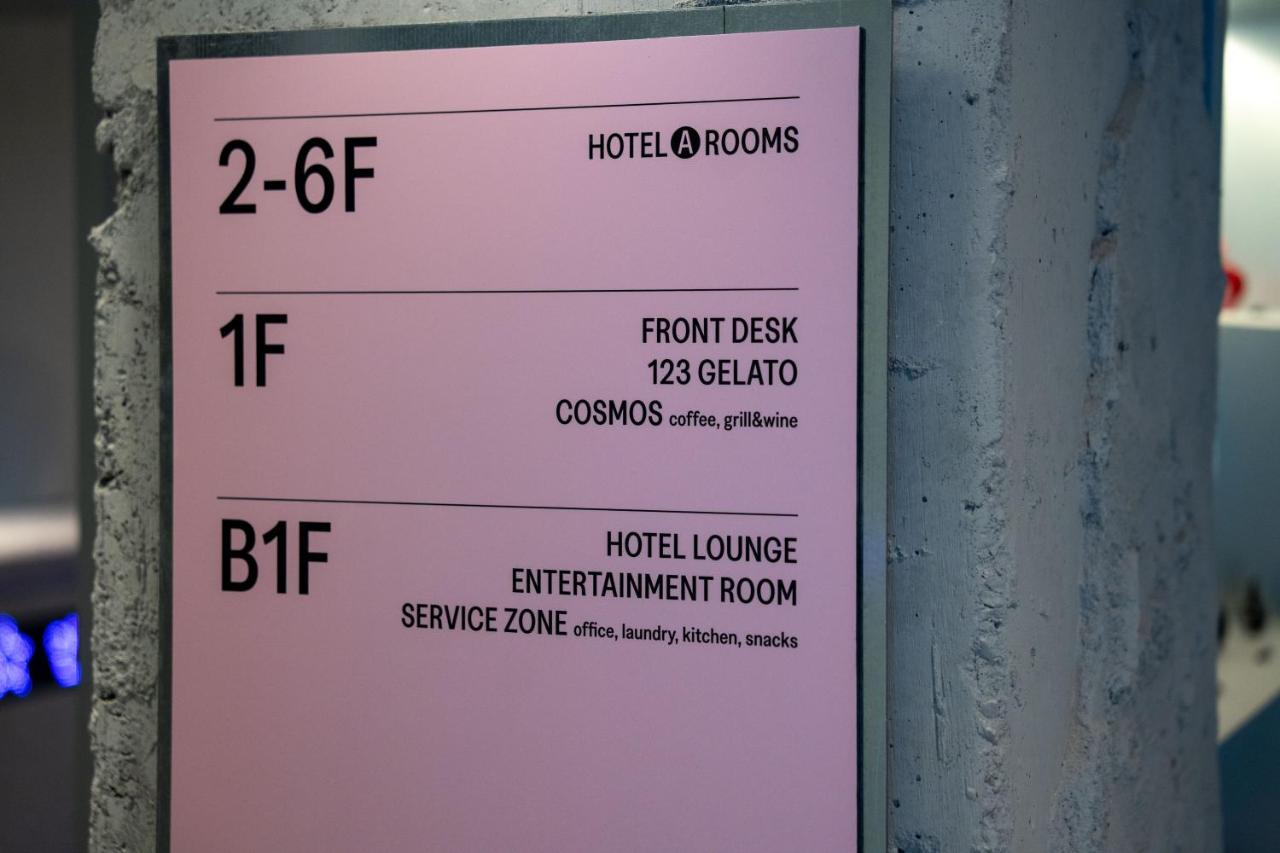 2-6F
HOTEL A ROOMS
1F
FRONT DESK
123 GELATO
COSMOS coffee, grill&wine
B1F
HOTEL LOUNGE
ENTERTAINMENT ROOM
SERVICE ZONE office, laundry, kitchen, snacks